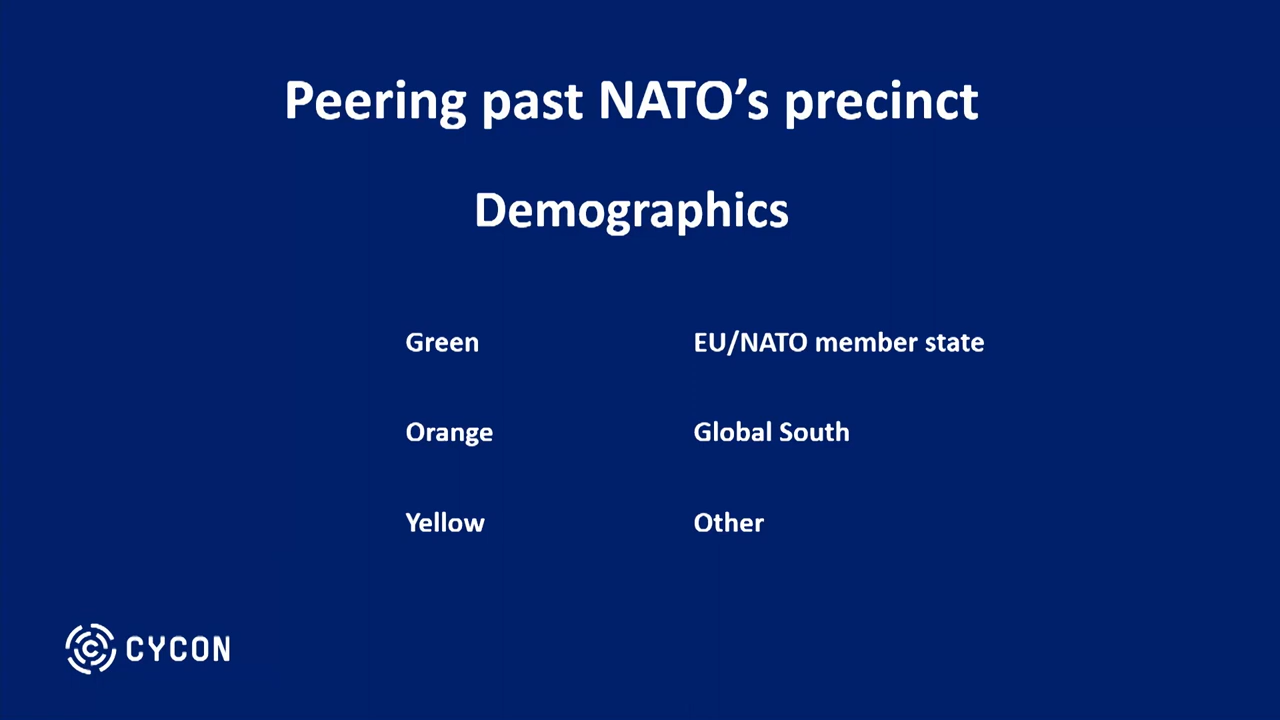 Peering past NATO’s precinct
Demographics
Green EU/NATO member state
Orange Global South
Yellow Other
CYCON